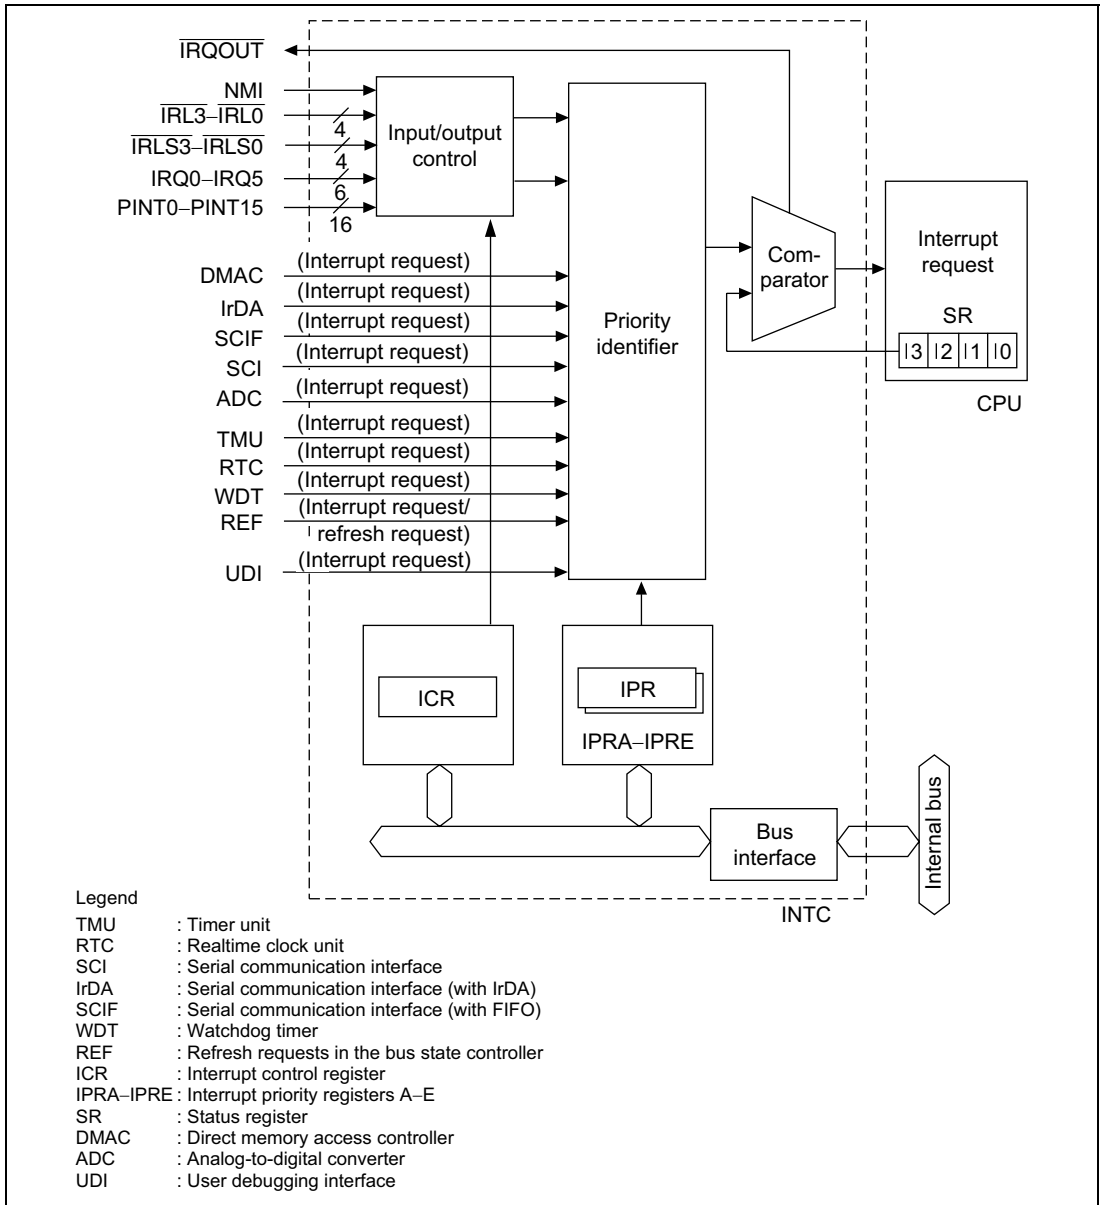 IRQOUT
NMI
IRL3–IRL0
4
IRLS3–IRLS0
4
IRQ0–IRQ5
6
PINT0–PINT15
16
Input/output
control
DMAC (Interrupt request)
IrDA (Interrupt request)
SCIF (Interrupt request)
SCI (Interrupt request)
ADC (Interrupt request)
TMU (Interrupt request)
RTC (Interrupt request)
WDT (Interrupt request)
REF (Interrupt request/
refresh request)
UDI (Interrupt request)
Priority
identifier
Com-
parator
Interrupt
request
SR
I3 I2 I1 I0
CPU
ICR
IPR
IPRA–IPRE
Bus
interface
Internal bus
INTC
Legend
TMU : Timer unit
RTC : Realtime clock unit
SCI : Serial communication interface
IrDA : Serial communication interface (with IrDA)
SCIF : Serial communication interface (with FIFO)
WDT : Watchdog timer
REF : Refresh requests in the bus state controller
ICR : Interrupt control register
IPRA–IPRE : Interrupt priority registers A–E
SR : Status register
DMAC : Direct memory access controller
ADC : Analog-to-digital converter
UDI : User debugging interface